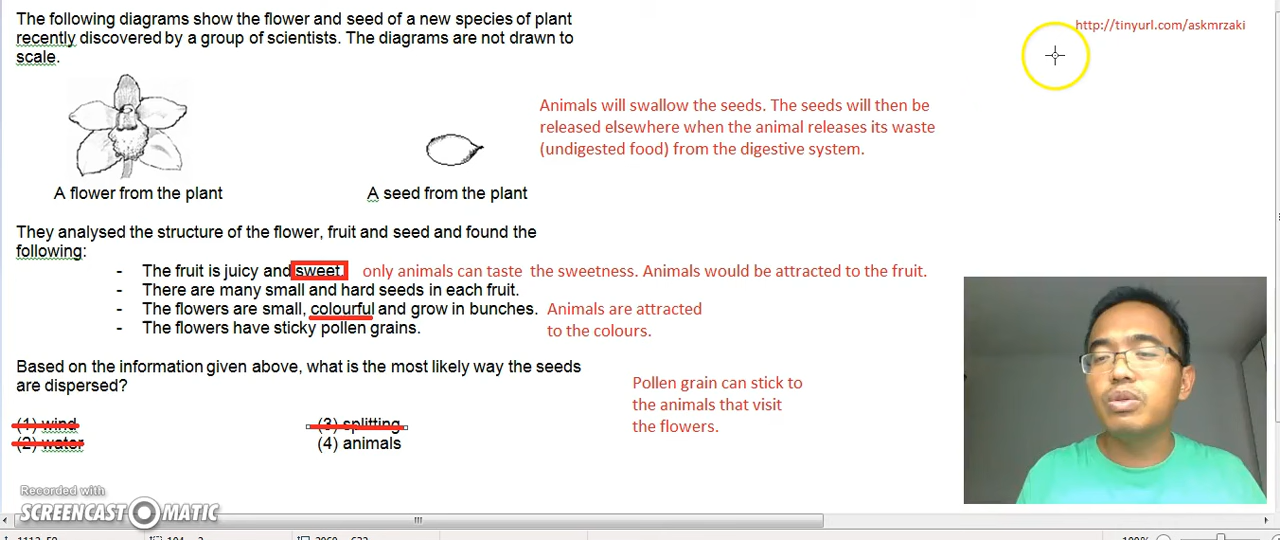 The following diagrams show the flower and seed of a new species of plant
recently discovered by a group of scientists. The diagrams are not drawn to
scale.
http://tinyurl.com/askmrzaki
Animals will swallow the seeds. The seeds will then be
released elsewhere when the animal releases its waste
(undigested food) from the digestive system.
A flower from the plant
A seed from the plant
They analysed the structure of the flower, fruit and seed and found the
following:
- The fruit is juicy and sweet. only animals can taste the sweetness. Animals would be attracted to the fruit.
- There are many small and hard seeds in each fruit.
- The flowers are small, colourful and grow in bunches.
- The flowers have sticky pollen grains.
Animals are attracted
to the colours.
Based on the information given above, what is the most likely way the seeds
are dispersed?
Pollen grain can stick to
the animals that visit
the flowers.
(1) wind
(2) water
(3) splitting
(4) animals
Recorded with
SCREENCAST MATIC